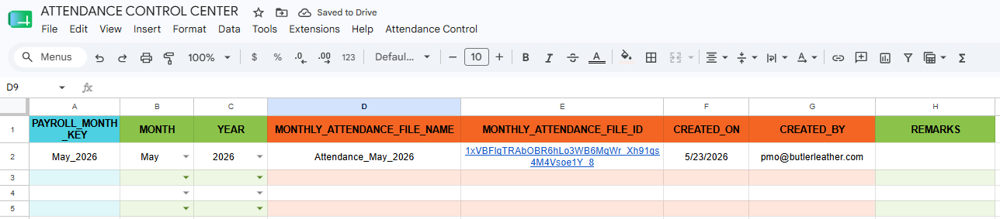 ATTENDANCE CONTROL CENTER Saved to Drive
File Edit View Insert Format Data Tools Extensions Help Attendance Control
Menus 100% $ % .0 .00 123 Defaul... 10 B I S A A Σ
D9 fx
A B C D E F G H
1 PAYROLL_MONTH_KEY MONTH YEAR MONTHLY_ATTENDANCE_FILE_NAME MONTHLY_ATTENDANCE_FILE_ID CREATED_ON CREATED_BY REMARKS
2 May_2026 May 2026 Attendance_May_2026 5/23/2026 pmo@butlerleather.com
3
4
5